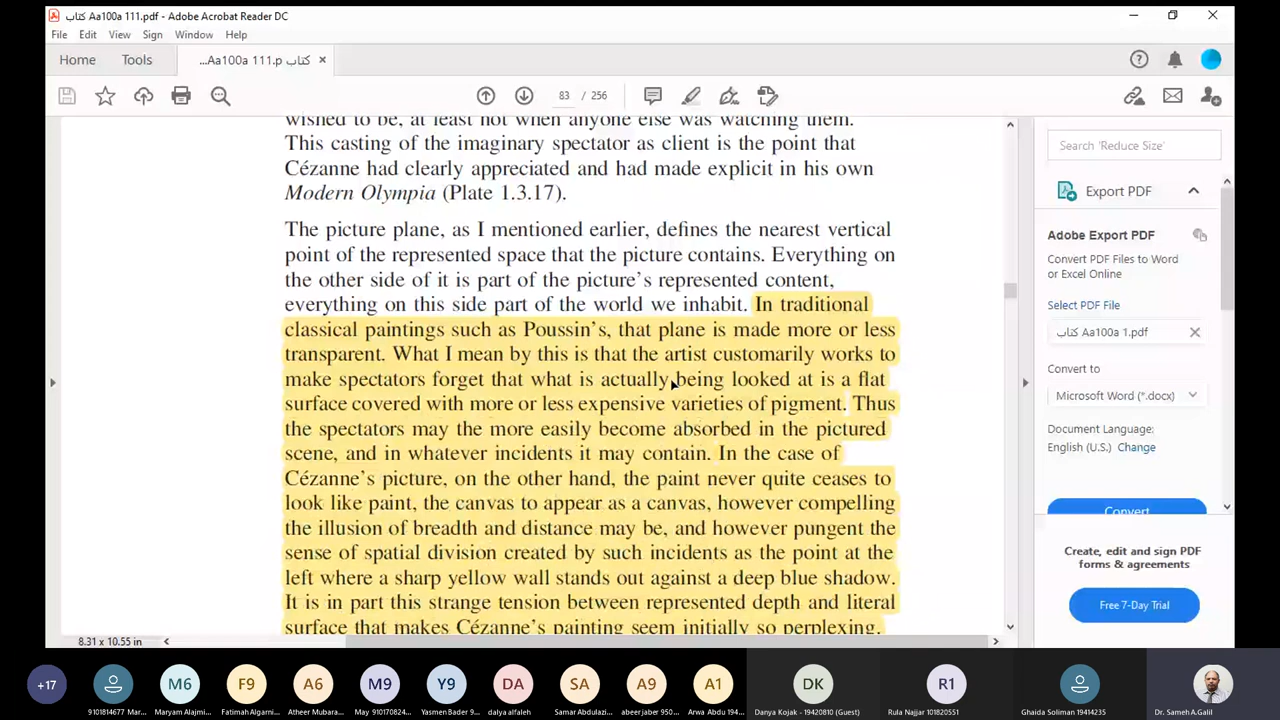 كتاب Aa100a 111.pdf - Adobe Acrobat Reader DC
File Edit View Sign Window Help
Home Tools ...Aa100a 111.p كتاب ×
83 / 256
wished to be, at least not when anyone else was watching them.
This casting of the imaginary spectator as client is the point that
Cézanne had clearly appreciated and had made explicit in his own
Modern Olympia (Plate 1.3.17).
The picture plane, as I mentioned earlier, defines the nearest vertical
point of the represented space that the picture contains. Everything on
the other side of it is part of the picture's represented content,
everything on this side part of the world we inhabit. In traditional
classical paintings such as Poussin's, that plane is made more or less
transparent. What I mean by this is that the artist customarily works to
make spectators forget that what is actually being looked at is a flat
surface covered with more or less expensive varieties of pigment. Thus
the spectators may the more easily become absorbed in the pictured
scene, and in whatever incidents it may contain. In the case of
Cézanne's picture, on the other hand, the paint never quite ceases to
look like paint, the canvas to appear as a canvas, however compelling
the illusion of breadth and distance may be, and however pungent the
sense of spatial division created by such incidents as the point at the
left where a sharp yellow wall stands out against a deep blue shadow.
It is in part this strange tension between represented depth and literal
surface that makes Cézanne's painting seem initially so perplexing.
8.31 x 10.55 in
Search 'Reduce Size'
Export PDF
Adobe Export PDF
Convert PDF Files to Word
or Excel Online
Select PDF File
كتاب Aa100a 1.pdf
Convert to
Microsoft Word (*.docx)
Document Language:
English (U.S.) Change
Convert
Create, edit and sign PDF
forms & agreements
Free 7-Day Trial
+17 M6 F9 A6 M9 Y9 DA SA A9 A1 DK R1
9101814677 Mar... Maryam Alajmi... Fatimah Algarni... Atheer Mubara... May 910170824... Yasmen Bader 9... dalya alfaleh Samar Abdulazi... abeer jaber 950... Arwa Abdu 194... Danya Kojak - 19420810 (Guest) Rula Najjar 101820551 Ghaida Soliman 19414235 Dr. Sameh A.Galil